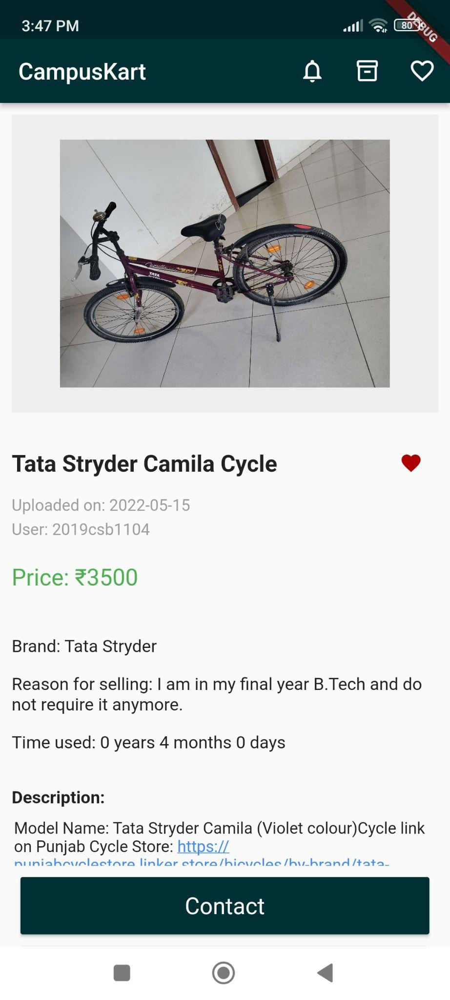 3:47 PM
80
DEBUG
CampusKart
TATA
Tata Stryder Camila Cycle
Uploaded on: 2022-05-15
User: 2019csb1104
Price: ₹3500
Brand: Tata Stryder
Reason for selling: I am in my final year B.Tech and do
not require it anymore.
Time used: 0 years 4 months 0 days
Description:
Model Name: Tata Stryder Camila (Violet colour)Cycle link
on Punjab Cycle Store: https://
punjabcyclestore.linker.store/bicycles/by-brand/tata-
Contact